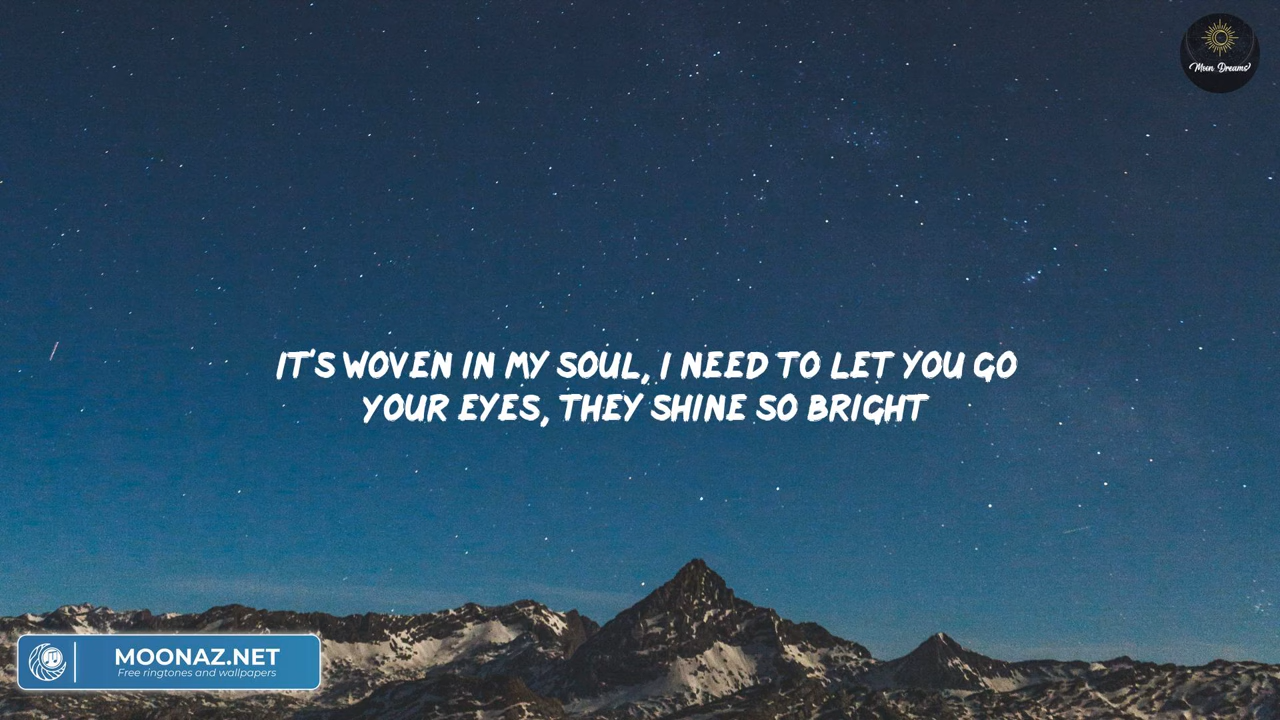 Moon Dreams
IT'S WOVEN IN MY SOUL, I NEED TO LET YOU GO
YOUR EYES, THEY SHINE SO BRIGHT
MOONAZ.NET
Free ringtones and wallpapers